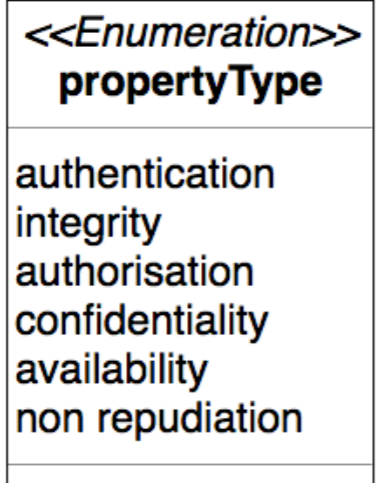 <<Enumeration>>
propertyType
authentication
integrity
authorisation
confidentiality
availability
non repudiation